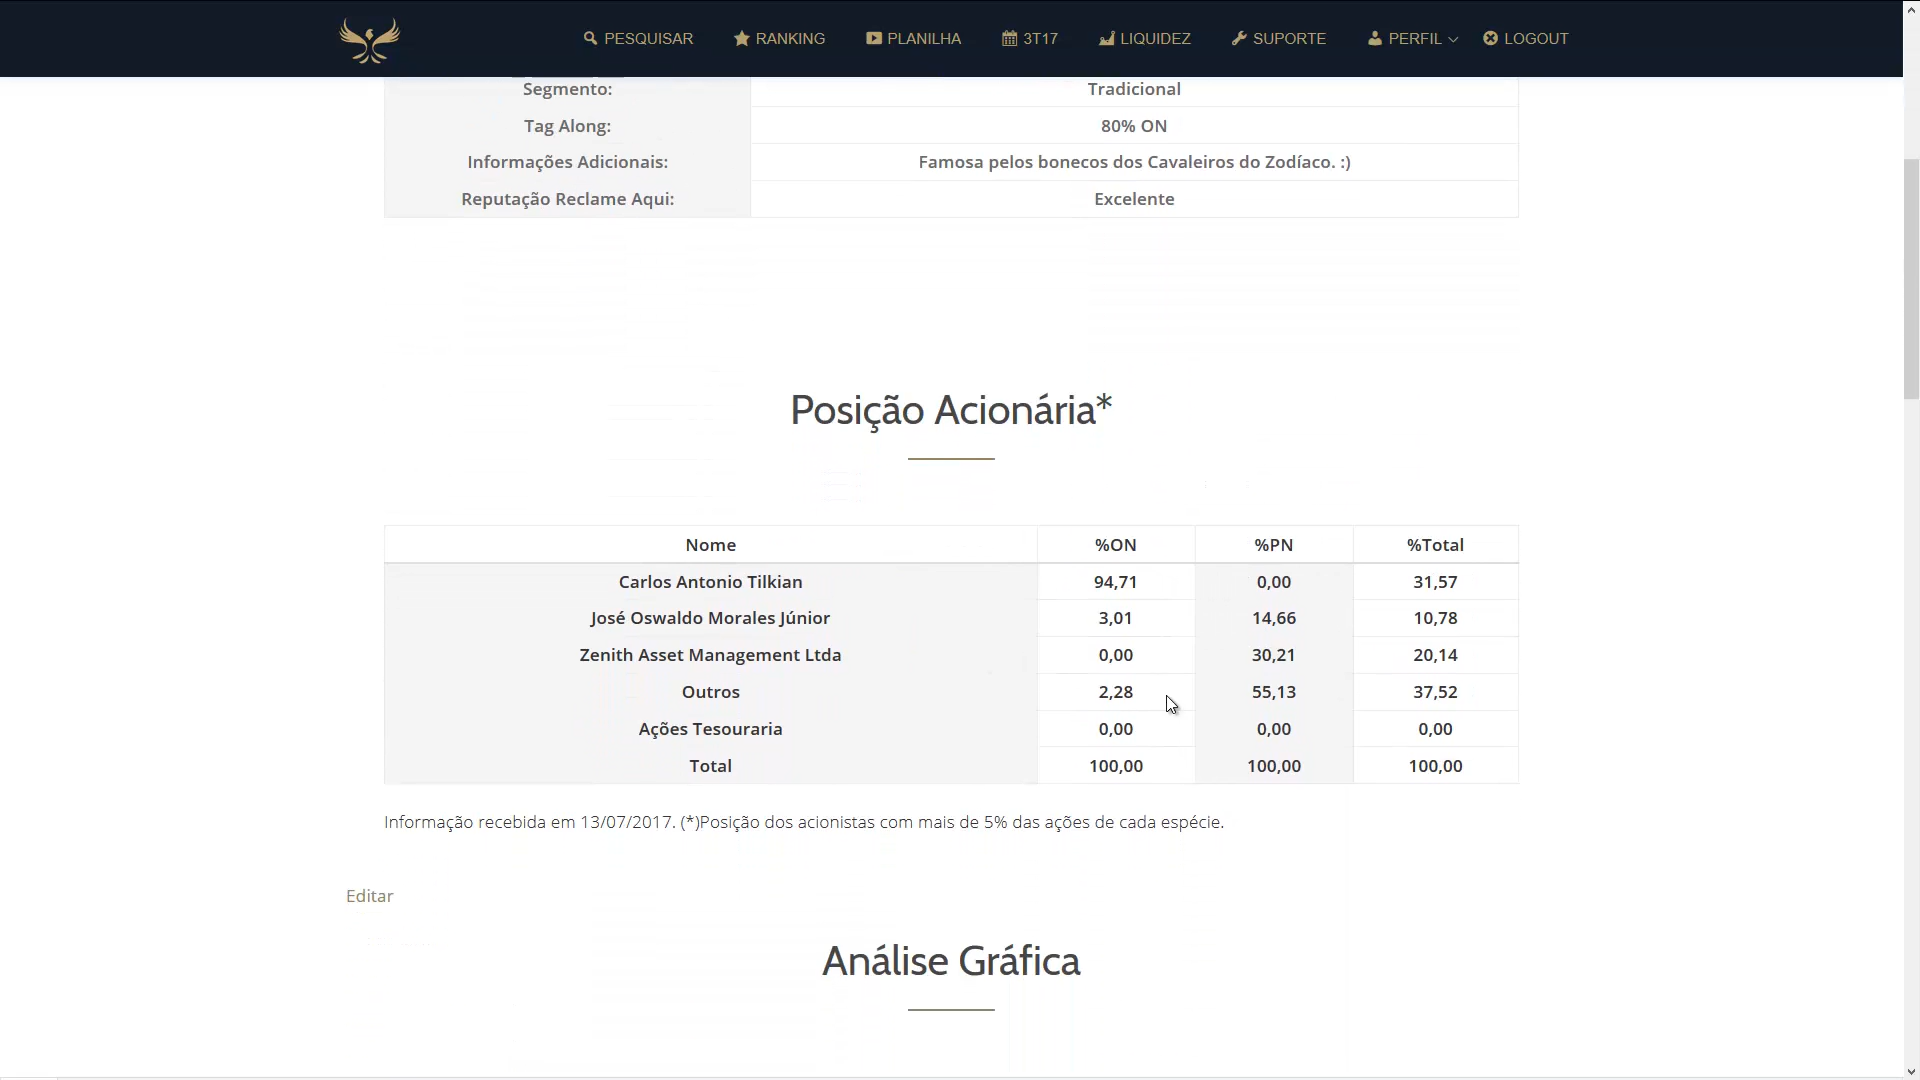 PESQUISAR RANKING PLANILHA 3T17 LIQUIDEZ SUPORTE PERFIL LOGOUT
Segmento: Tradicional
Tag Along: 80% ON
Informações Adicionais: Famosa pelos bonecos dos Cavaleiros do Zodíaco. :)
Reputação Reclame Aqui: Excelente
Posição Acionária*
Nome %ON %PN %Total
Carlos Antonio Tilkian 94,71 0,00 31,57
José Oswaldo Morales Júnior 3,01 14,66 10,78
Zenith Asset Management Ltda 0,00 30,21 20,14
Outros 2,28 55,13 37,52
Ações Tesouraria 0,00 0,00 0,00
Total 100,00 100,00 100,00
Informação recebida em 13/07/2017. (*)Posição dos acionistas com mais de 5% das ações de cada espécie.
Editar
Análise Gráfica